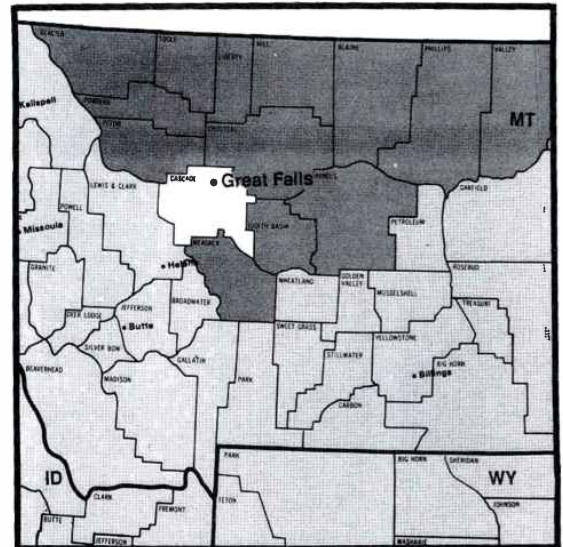 GLACIER
TOOLE
LIBERTY
HILL
BLAINE
PHILLIPS
VALLEY
Kalispell
PONDERA
MT
TETON
CHOUTEAU
CASCADE
Great Falls
FERGUS
LEWIS & CLARK
GARFIELD
POWELL
JUDITH BASIN
PETROLEUM
Missoula
MEAGHER
Helena
GRANITE
WHEATLAND
GOLDEN
VALLEY
MUSSELSHELL
ROSEBUD
JEFFERSON
BROADWATER
TREASURE
DEER LODGE
Butte
SWEET GRASS
YELLOWSTONE
SILVER BOW
GALLATIN
STILLWATER
BIG HORN
BEAVERHEAD
MADISON
PARK
Billings
CARBON
PARK
BIG HORN
SHERIDAN
ID
WY
CLARK
TETON
FREMONT
JOHNSON
BUTTE
JEFFERSON
WASHAKIE